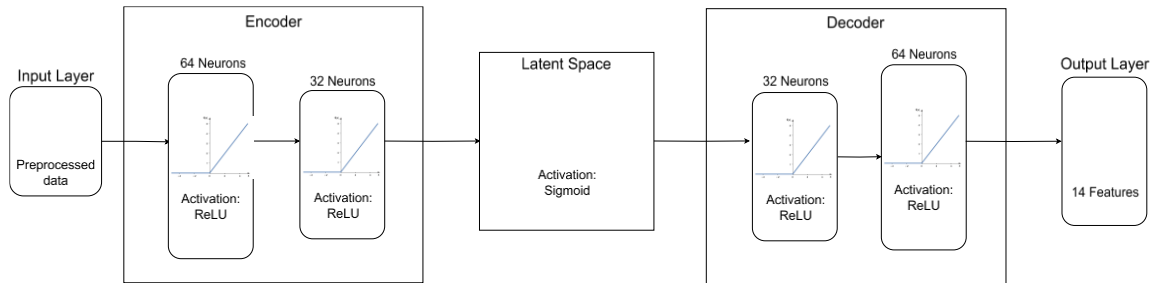 Encoder
Decoder
64 Neurons
32 Neurons
Input Layer
Preprocessed
data
Activation:
ReLU
Activation:
ReLU
Latent Space
Activation:
Sigmoid
32 Neurons
64 Neurons
Activation:
ReLU
Activation:
ReLU
Output Layer
14 Features